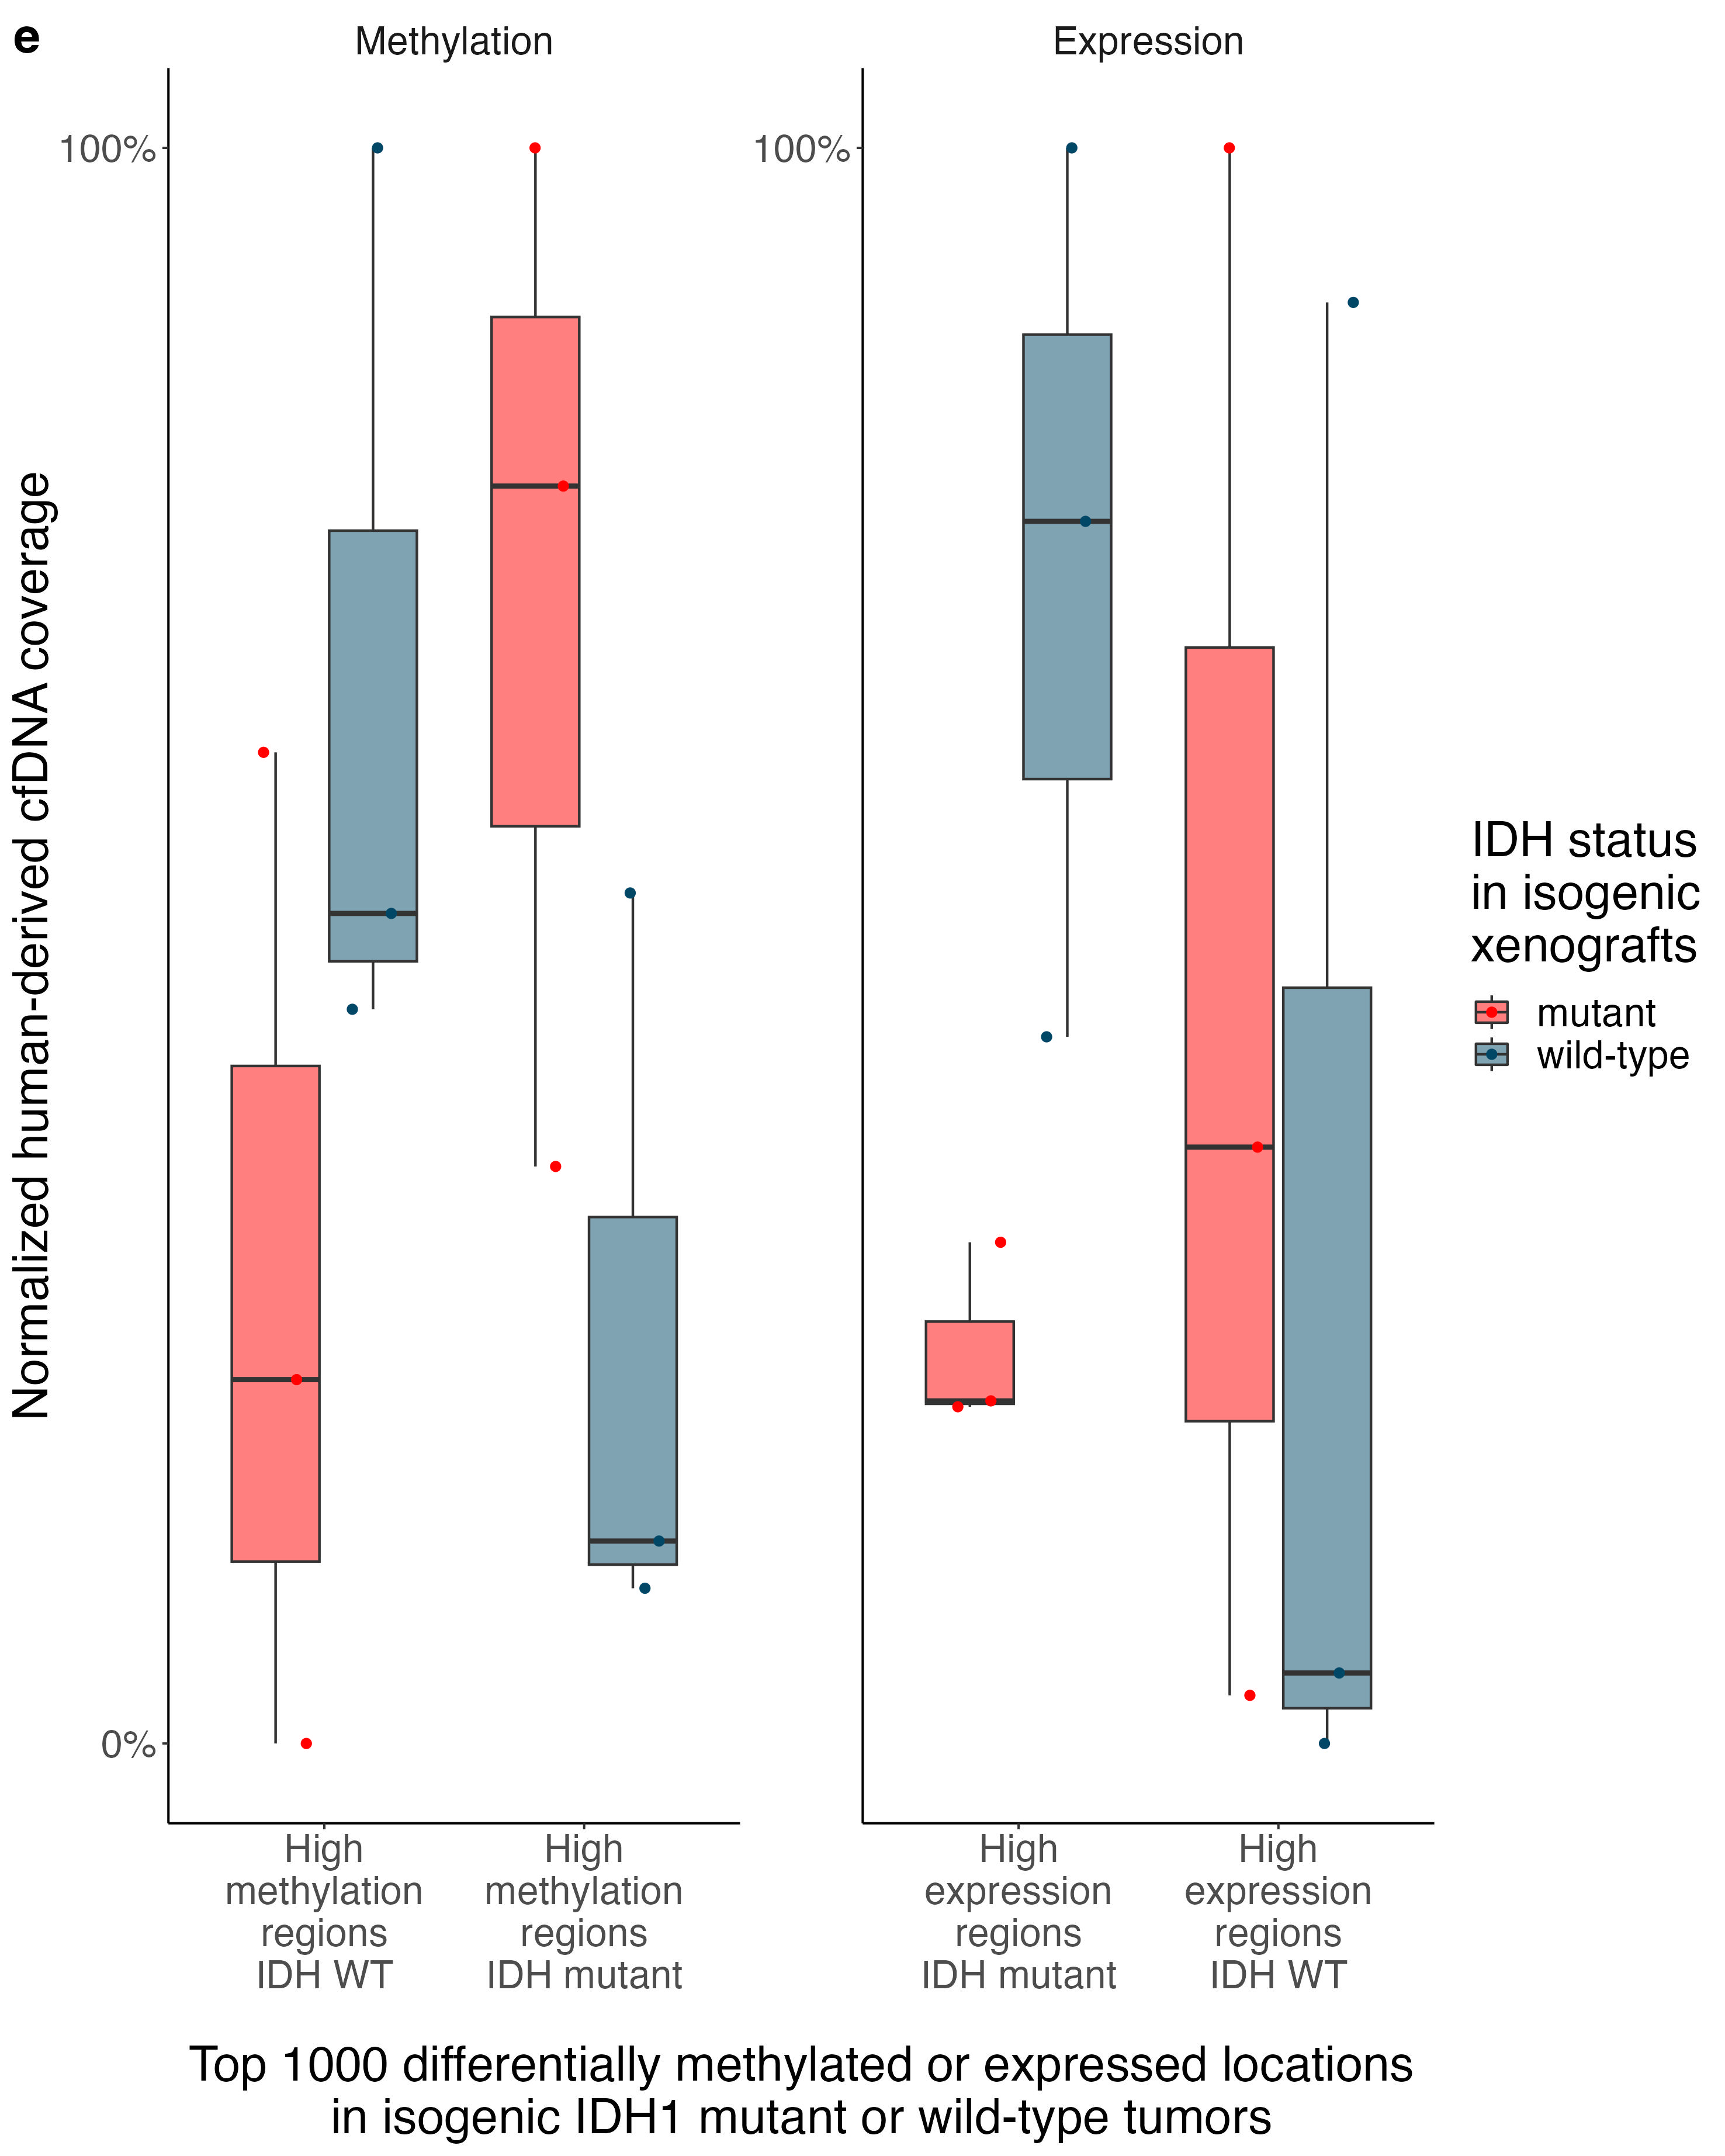 e
Methylation
Expression
100%
0%
100%
Normalized human-derived cfDNA coverage
High
methylation
regions
IDH WT
High
methylation
regions
IDH mutant
High
expression
regions
IDH mutant
High
expression
regions
IDH WT
Top 1000 differentially methylated or expressed locations
in isogenic IDH1 mutant or wild-type tumors
IDH status
in isogenic
xenografts
mutant
wild-type